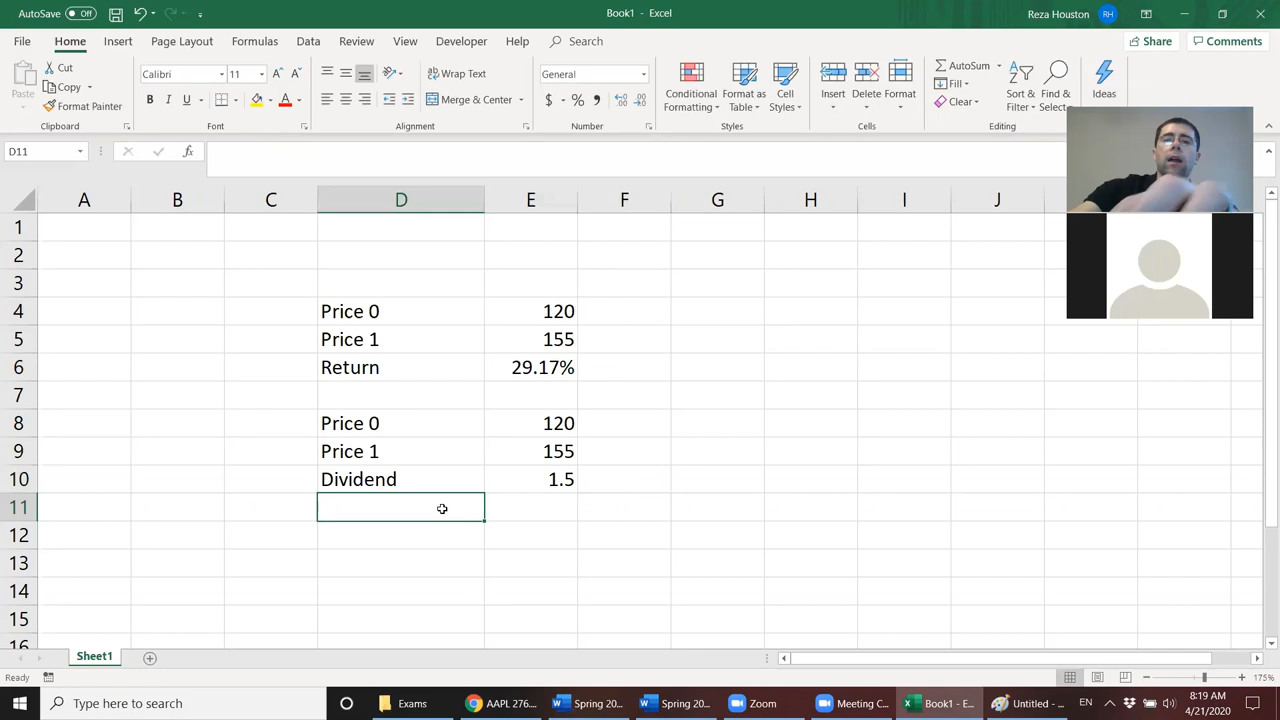 AutoSave Off
Book1 - Excel
Reza Houston RH
File Home Insert Draw Page Layout Formulas Data Review View Developer Help Search
Share Comments
Paste
Cut
Copy
Format Painter
Clipboard
Calibri 11
B I U
Font
Wrap Text
Merge & Center
Alignment
General
$ % ,
Number
Conditional Formatting
Format as Table
Cell Styles
Styles
Insert Delete Format
Cells
AutoSum
Fill
Clear
Sort & Filter
Find & Select
Editing
Ideas
D11 fx
A B C D E F G H I J
1
2
3
4 Price 0 120
5 Price 1 155
6 Return 29.17%
7
8 Price 0 120
9 Price 1 155
10 Dividend 1.5
11
12
13
14
15
16
Sheet1
Ready 175%
Type here to search
Exams
AAPL 276...
Spring 20...
Spring 20...
Zoom
Meeting C...
Book1 - E...
Untitled - ...
EN
8:19 AM
4/21/2020